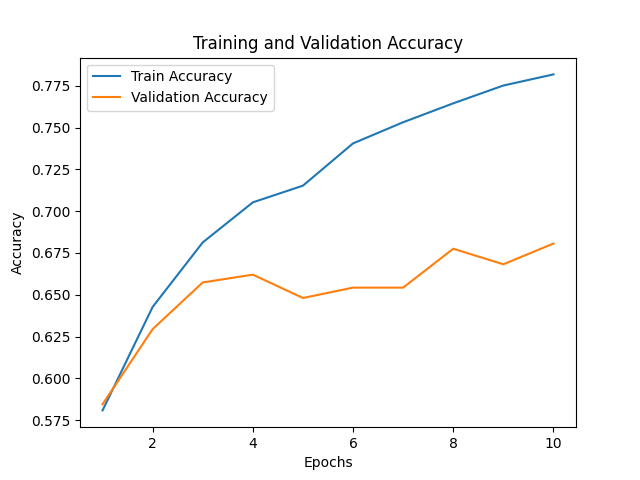 Training and Validation Accuracy
Train Accuracy
Validation Accuracy
Accuracy
0.775
0.750
0.725
0.700
0.675
0.650
0.625
0.600
0.575
2 4 6 8 10
Epochs